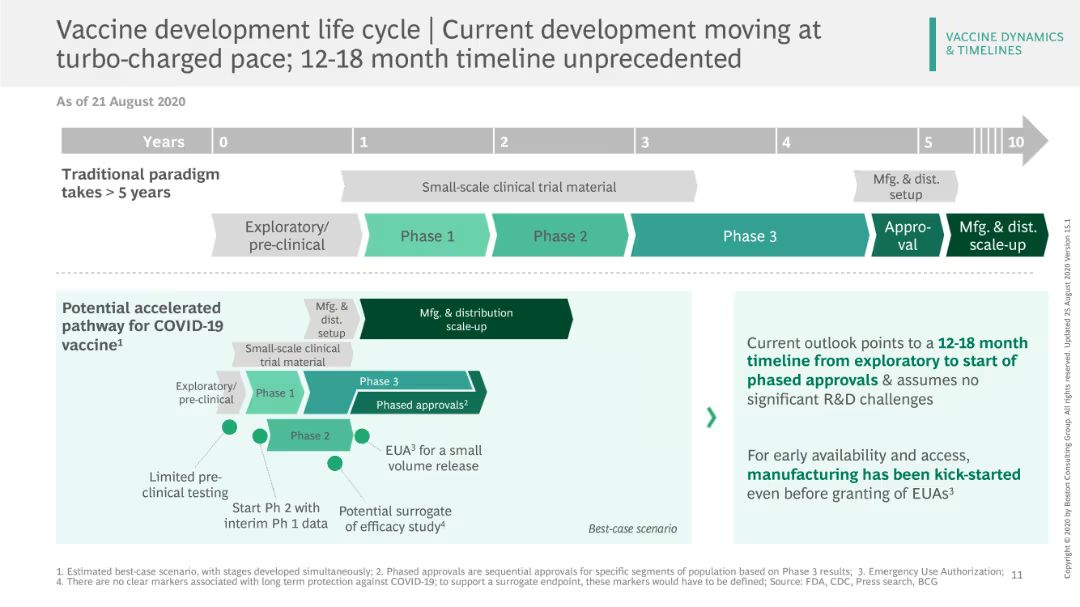 Vaccine development life cycle | Current development moving at
turbo-charged pace; 12-18 month timeline unprecedented
VACCINE DYNAMICS
& TIMELINES
As of 21 August 2020
Years 0 1 2 3 4 5 10
Traditional paradigm
takes > 5 years
Small-scale clinical trial material
Mfg. & dist.
setup
Exploratory/
pre-clinical
Phase 1
Phase 2
Phase 3
Appro-
val
Mfg. & dist.
scale-up
Potential accelerated
pathway for COVID-19
vaccine1
Mfg. &
dist.
setup
Mfg. & distribution
scale-up
Small-scale clinical
trial material
Exploratory/
pre-clinical
Phase 1
Phase 3
Phased approvals2
Phase 2
EUA3 for a small
volume release
Limited pre-
clinical testing
Start Ph 2 with
interim Ph 1 data
Potential surrogate
of efficacy study4
Best-case scenario
Current outlook points to a 12-18 month
timeline from exploratory to start of
phased approvals & assumes no
significant R&D challenges
For early availability and access,
manufacturing has been kick-started
even before granting of EUAs3
1. Estimated best-case scenario, with stages developed simultaneously; 2. Phased approvals are sequential approvals for specific segments of population based on Phase 3 results; 3. Emergency Use Authorization;
4. There are no clear markers associated with long term protection against COVID-19; to support a surrogate endpoint, these markers would have to be defined; Source: FDA, CDC, Press search, BCG
11
Copyright © 2020 by Boston Consulting Group. All rights reserved. Updated 25 August 2020 Version 15.1